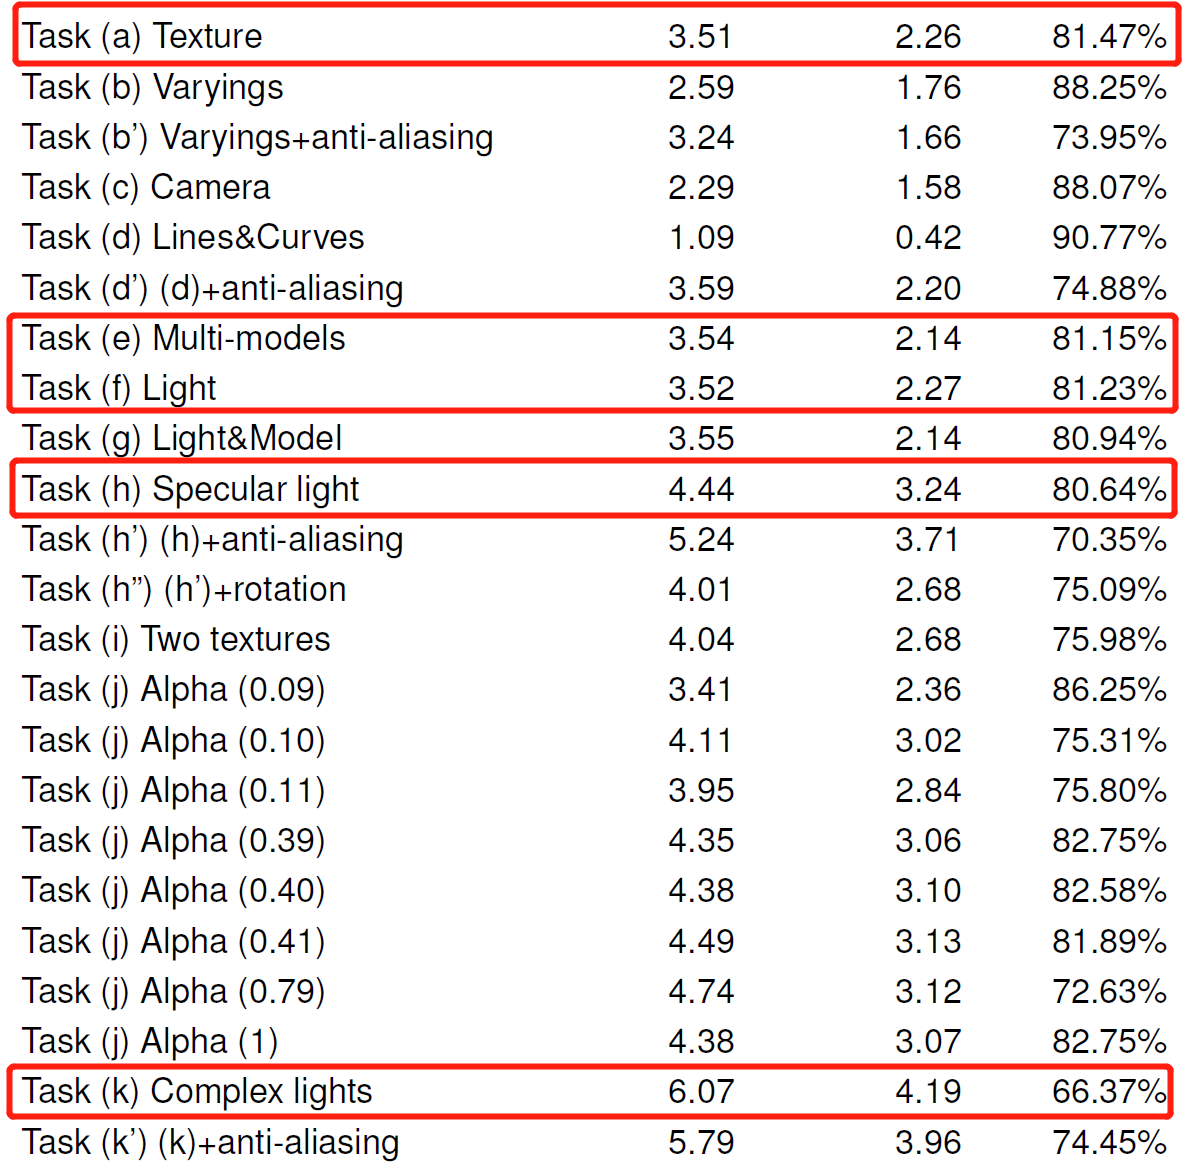 Task (a) Texture 3.51 2.26 81.47%
Task (b) Varyings 2.59 1.76 88.25%
Task (b’) Varyings+anti-aliasing 3.24 1.66 73.95%
Task (c) Camera 2.29 1.58 88.07%
Task (d) Lines&Curves 1.09 0.42 90.77%
Task (d’) (d)+anti-aliasing 3.59 2.20 74.88%
Task (e) Multi-models 3.54 2.14 81.15%
Task (f) Light 3.52 2.27 81.23%
Task (g) Light&Model 3.55 2.14 80.94%
Task (h) Specular light 4.44 3.24 80.64%
Task (h’) (h)+anti-aliasing 5.24 3.71 70.35%
Task (h”) (h’)+rotation 4.01 2.68 75.09%
Task (i) Two textures 4.04 2.68 75.98%
Task (j) Alpha (0.09) 3.41 2.36 86.25%
Task (j) Alpha (0.10) 4.11 3.02 75.31%
Task (j) Alpha (0.11) 3.95 2.84 75.80%
Task (j) Alpha (0.39) 4.35 3.06 82.75%
Task (j) Alpha (0.40) 4.38 3.10 82.58%
Task (j) Alpha (0.41) 4.49 3.13 81.89%
Task (j) Alpha (0.79) 4.74 3.12 72.63%
Task (j) Alpha (1) 4.38 3.07 82.75%
Task (k) Complex lights 6.07 4.19 66.37%
Task (k’) (k)+anti-aliasing 5.79 3.96 74.45%